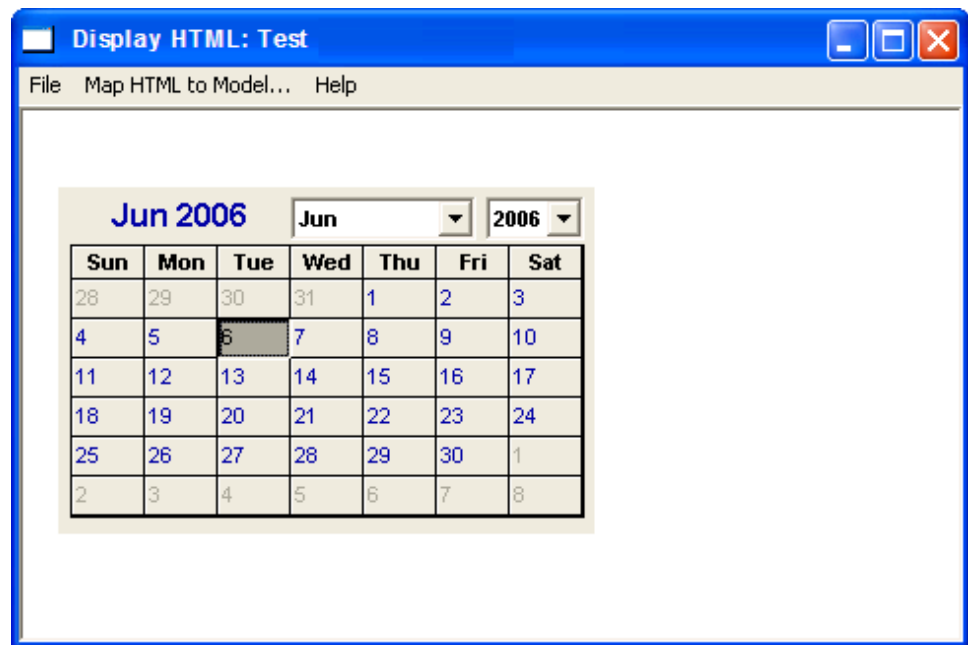 Display HTML: Test
File Map HTML to Model... Help
Jun 2006 Jun 2006
Sun Mon Tue Wed Thu Fri Sat
28 29 30 31 1 2 3
4 5 6 7 8 9 10
11 12 13 14 15 16 17
18 19 20 21 22 23 24
25 26 27 28 29 30 1
2 3 4 5 6 7 8